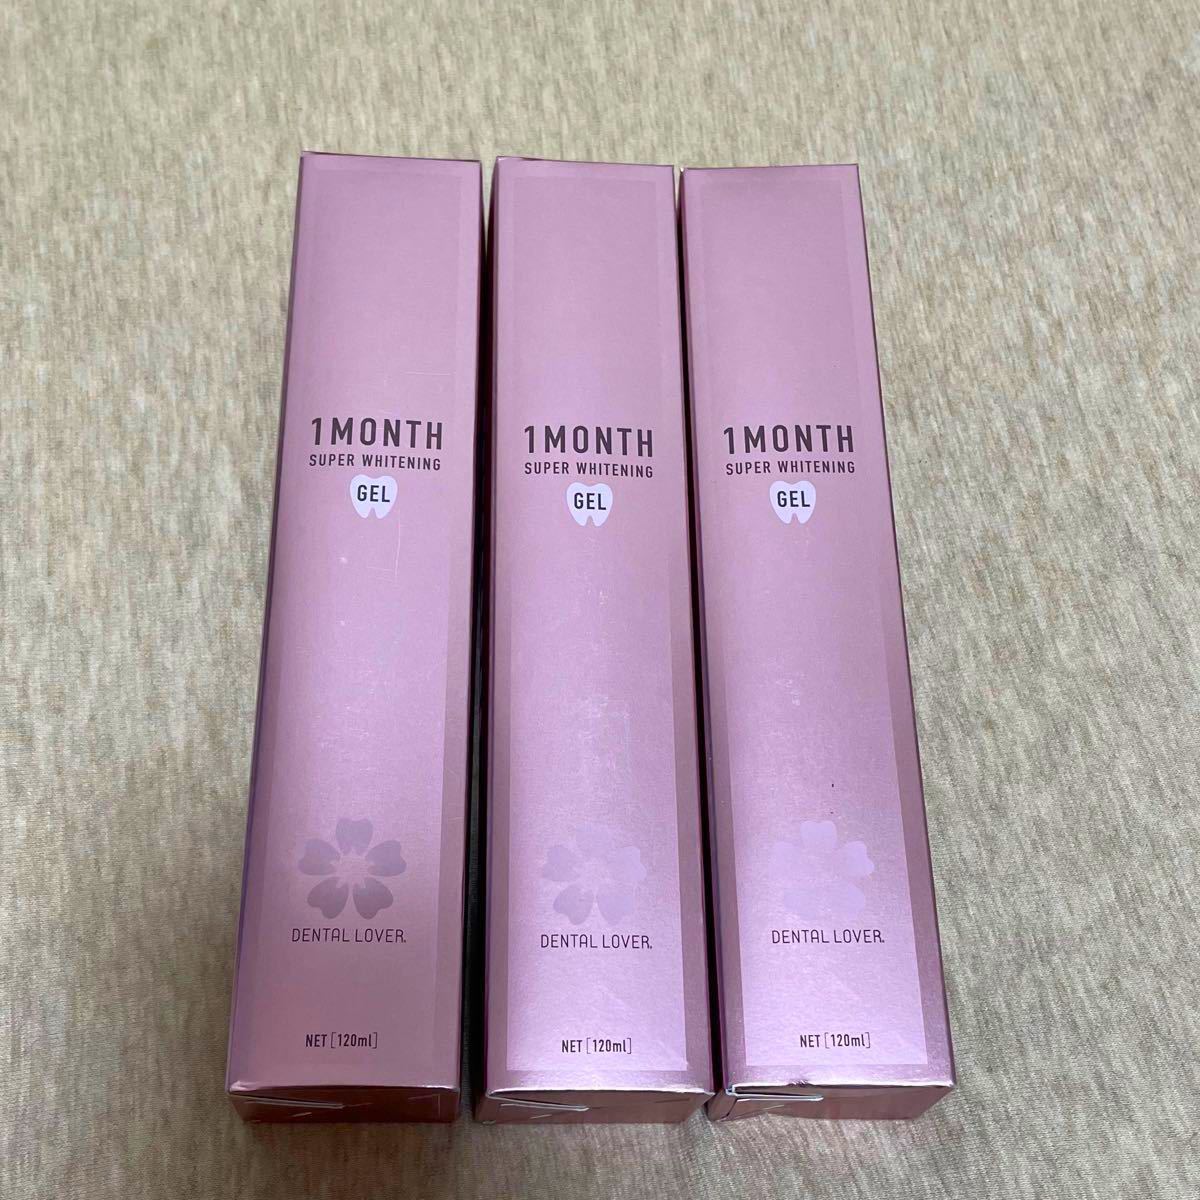 1MONTH
SUPER WHITENING
GEL
DENTAL LOVER®
NET [120ml]
1MONTH
SUPER WHITENING
GEL
DENTAL LOVER®
NET [120ml]
1MONTH
SUPER WHITENING
GEL
DENTAL LOVER®
NET [120ml]